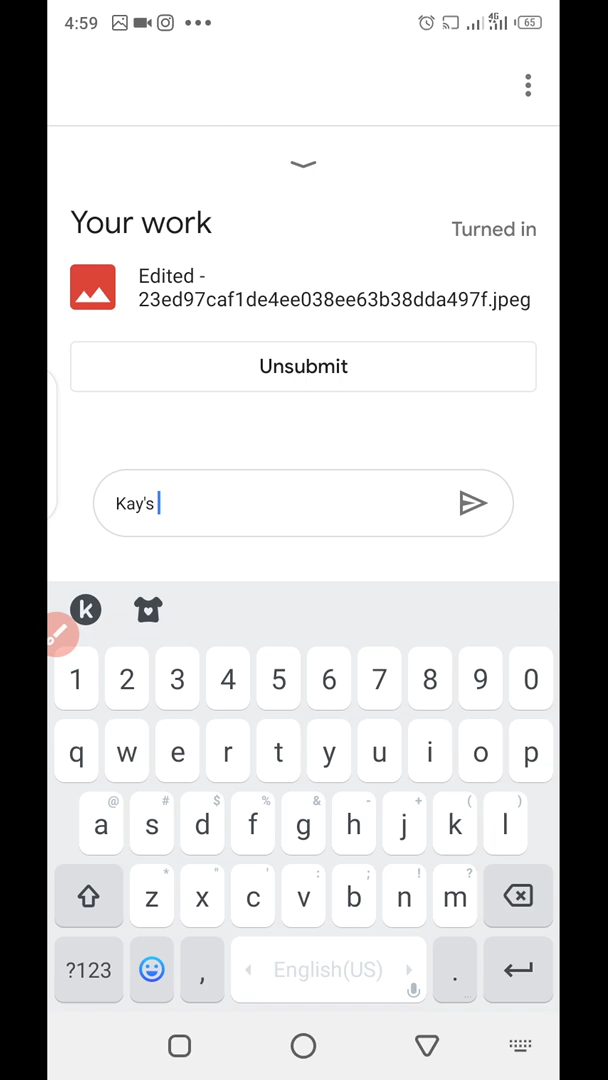 4:59
4G
65
Your work
Turned in
Edited -
23ed97caf1de4ee038ee63b38dda497f.jpeg
Unsubmit
Kay's
k
1 2 3 4 5 6 7 8 9 0
q w e r t y u i o p
@ # $ % & - + ( )
a s d f g h j k l
* " ' : ; ! ?
z x c v b n m
?123 , English(US) .